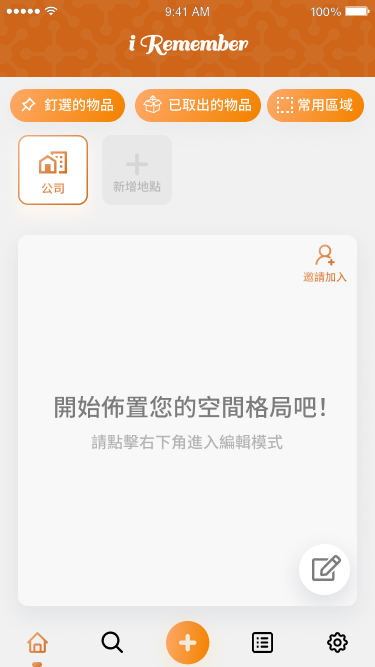 9:41 AM 100%
i Remember
釘選的物品 已取出的物品 常用區域
公司 新增地點
邀請加入
開始佈置您的空間格局吧!
請點擊右下角進入編輯模式